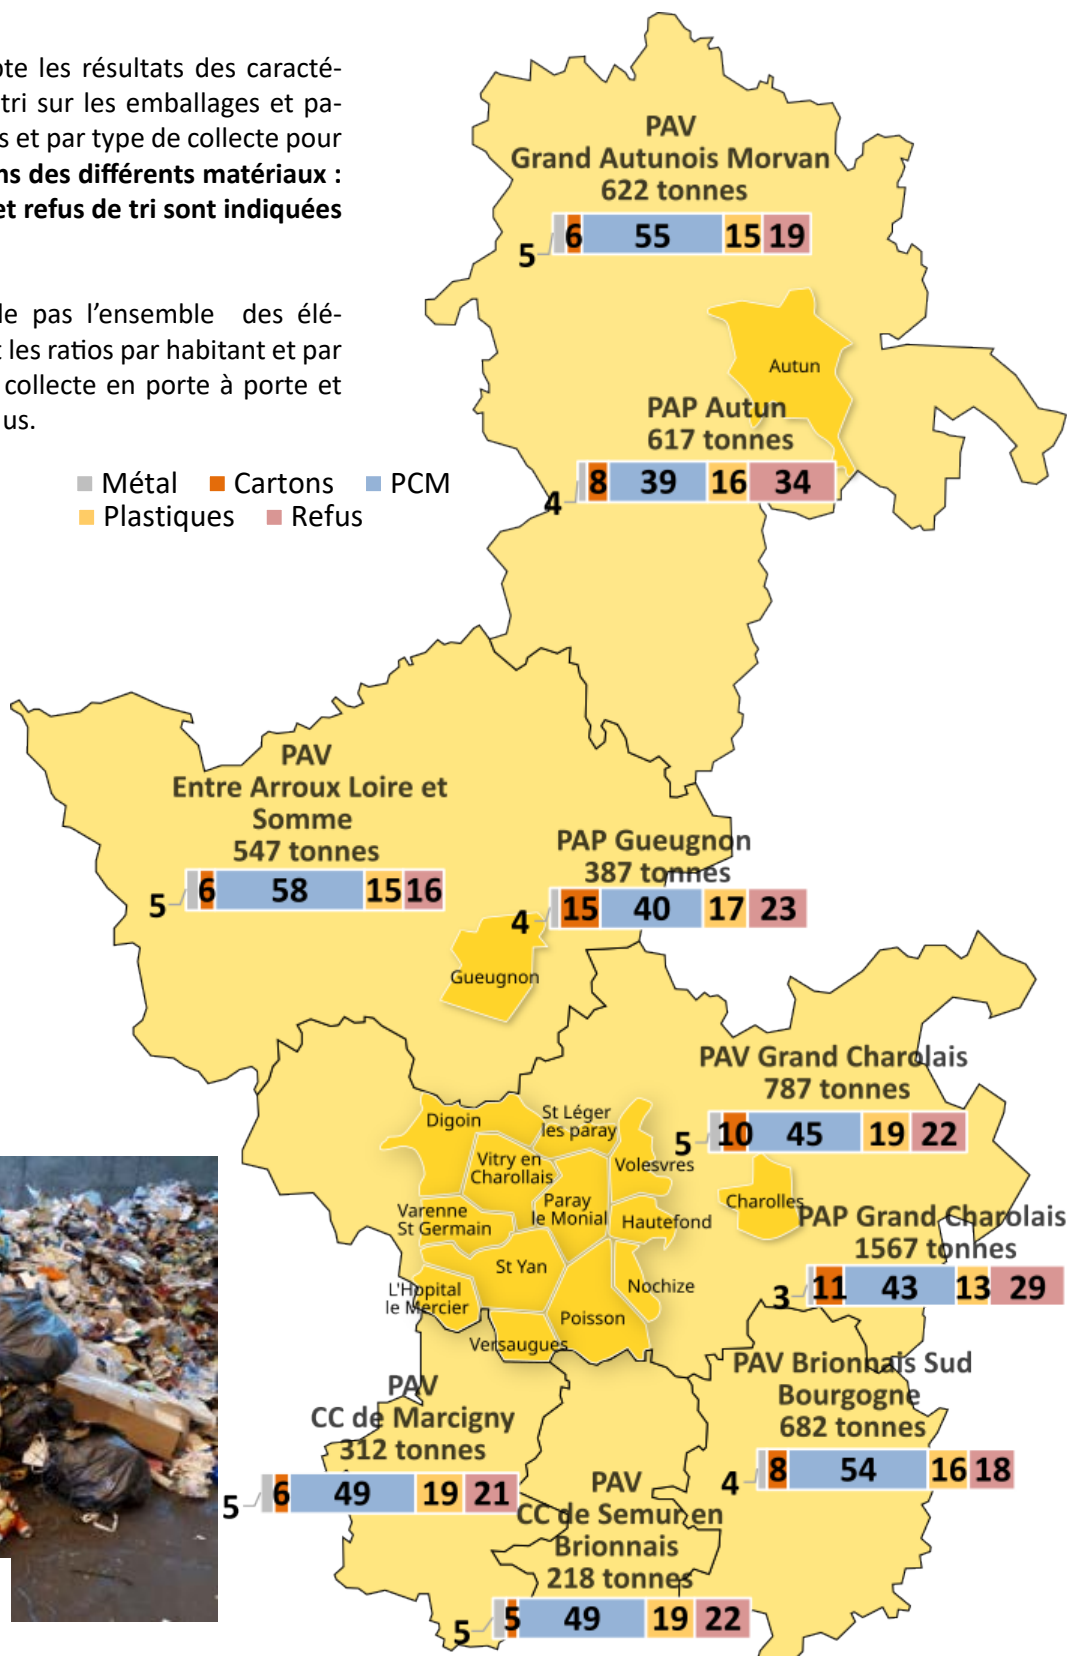 pte les résultats des caracté-
tri sur les emballages et pa-
s et par type de collecte pour
ns des différents matériaux :
et refus de tri sont indiquées
le pas l’ensemble des élé-
t les ratios par habitant et par
collecte en porte à porte et
us.
Métal Cartons PCM
Plastiques Refus
PAV
Grand Autunois Morvan
622 tonnes
5 6 55 15 19
Autun
PAP Autun
617 tonnes
4 8 39 16 34
PAV
Entre Arroux Loire et
Somme
547 tonnes
5 6 58 15 16
PAP Gueugnon
387 tonnes
4 15 40 17 23
Gueugnon
PAV Grand Charolais
787 tonnes
5 10 45 19 22
Digoin
St Léger
les paray
Vitry en
Charollais
Volesvres
Varenne
St Germain
Paray
le Monial
Hautefond
Charolles
St Yan
Nochize
L'Hopital
le Mercier
Poisson
Versaugues
PAP Grand Charolais
1567 tonnes
3 11 43 13 29
PAV Brionnais Sud
Bourgogne
682 tonnes
4 8 54 16 18
PAV
CC de Marcigny
312 tonnes
5 6 49 19 21
PAV
CC de Semur en
Brionnais
218 tonnes
5 5 49 19 22